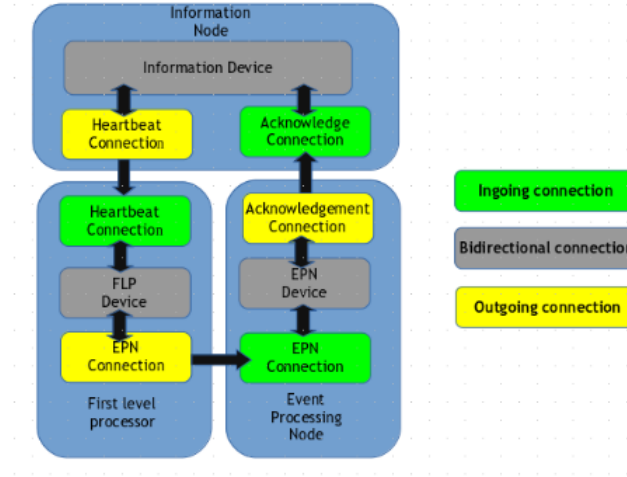 Information
Node
Information Device
Heartbeat
Connection
Acknowledge
Connection
Heartbeat
Connection
FLP
Device
EPN
Connection
First level
processor
Acknowledgement
Connection
EPN
Device
EPN
Connection
Event
Processing
Node
Ingoing connection
Bidirectional connection
Outgoing connection